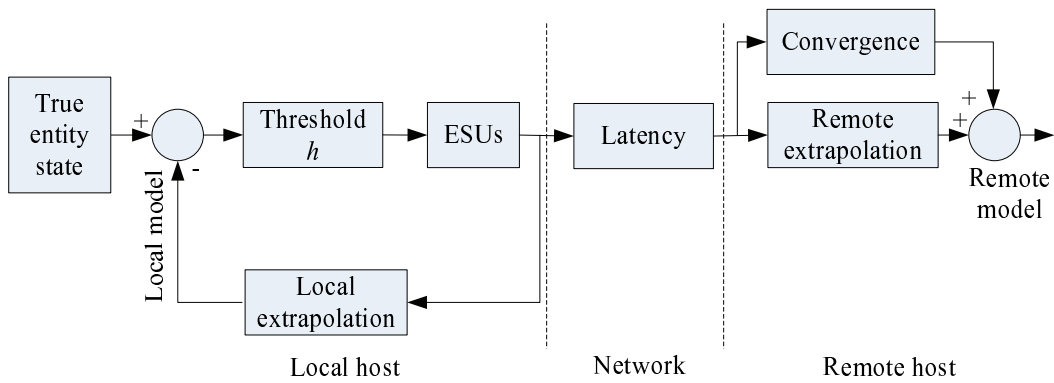 True
entity
state
+
-
Local model
Threshold
h
ESUs
Local
extrapolation
Latency
Convergence
Remote
extrapolation
+
+
Remote
model
Local host
Network
Remote host